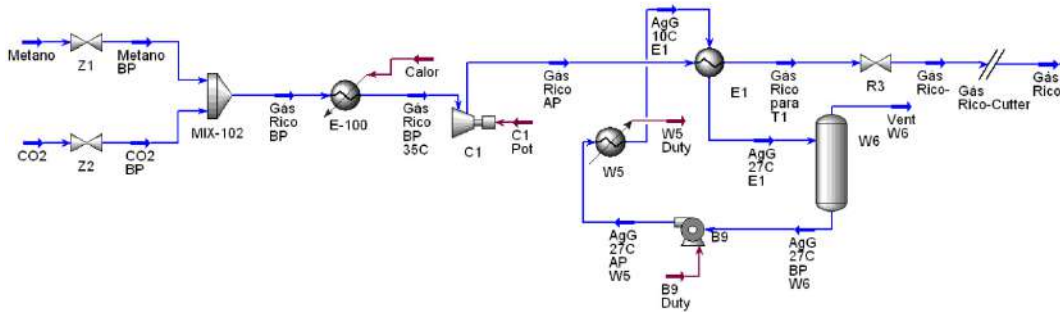 Metano
Z1
Metano
BP
CO2
Z2
CO2
BP
MIX-102
Gás
Rico
BP
Calor
E-100
Gás
Rico
BP
35C
C1
C1
Pot
Gás
Rico
AP
AgG
10C
E1
E1
Gás
Rico
para
T1
R3
Gás
Rico-
Gás
Rico-Cutter
Gás
Rico
W5
Duty
W5
AgG
27C
E1
Vent
W6
W6
AgG
27C
AP
W5
B9
B9
Duty
AgG
27C
BP
W6